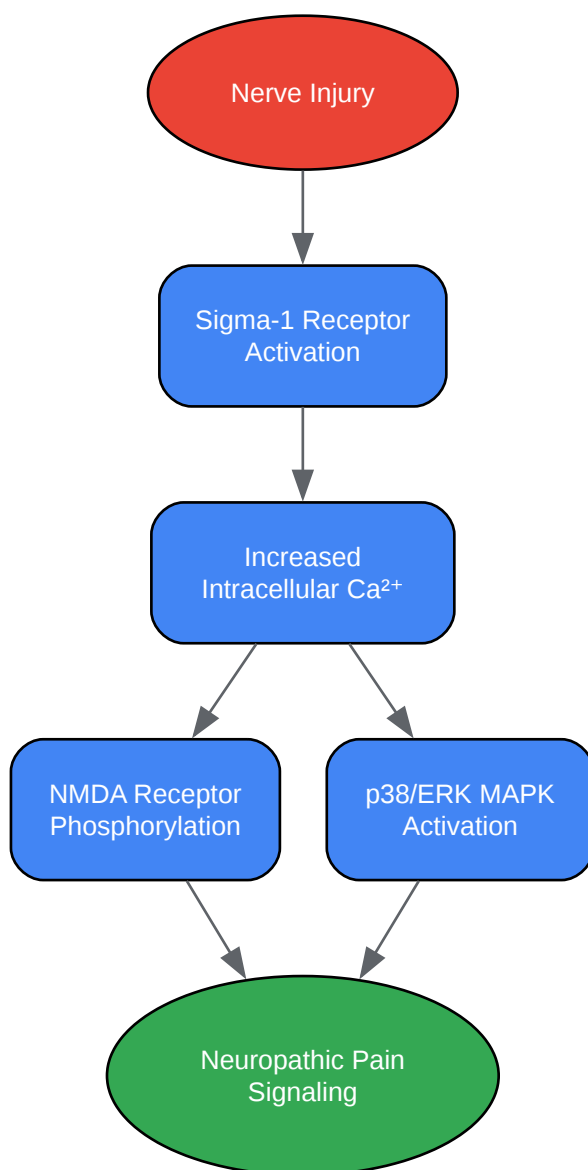 Nerve Injury
Sigma-1 Receptor
Activation
Increased
Intracellular Ca²⁺
NMDA Receptor
Phosphorylation
p38/ERK MAPK
Activation
Neuropathic Pain
Signaling